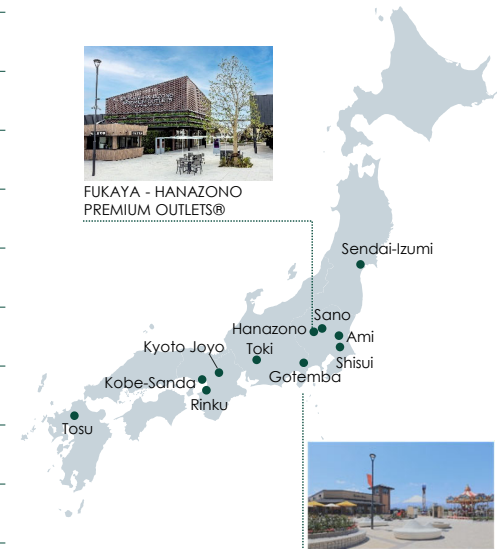 FUKAYA - HANAZONO
PREMIUM OUTLETS®
Sendai-Izumi
Sano
Hanazono
Ami
Kyoto Joyo
Toki
Shisui
Kobe-Sanda
Gotemba
Rinku
Tosu